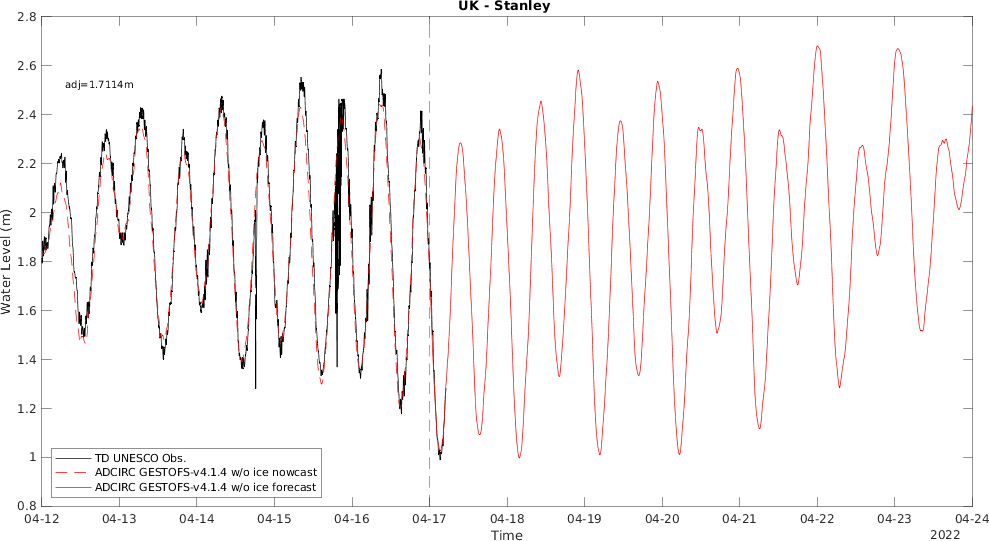 UK - Stanley
2.8
2.6
2.4
2.2
2
1.8
1.6
1.4
1.2
1
0.8
Water Level (m)
adj=1.7114m
TD UNESCO Obs.
ADCIRC GESTOFS-v4.1.4 w/o ice nowcast
ADCIRC GESTOFS-v4.1.4 w/o ice forecast
04-12 04-13 04-14 04-15 04-16 04-17 04-18 04-19 04-20 04-21 04-22 04-23 04-24
Time
2022